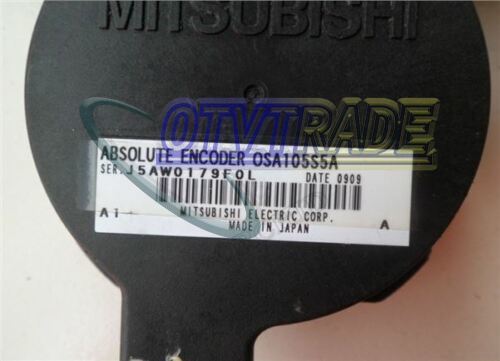 MITSUBISHI
OTVTRADE
ABSOLUTE ENCODER OSA105S5A
SER. J5AW0179F0L DATE 0909
A1 MITSUBISHI ELECTRIC CORP. A
MADE IN JAPAN